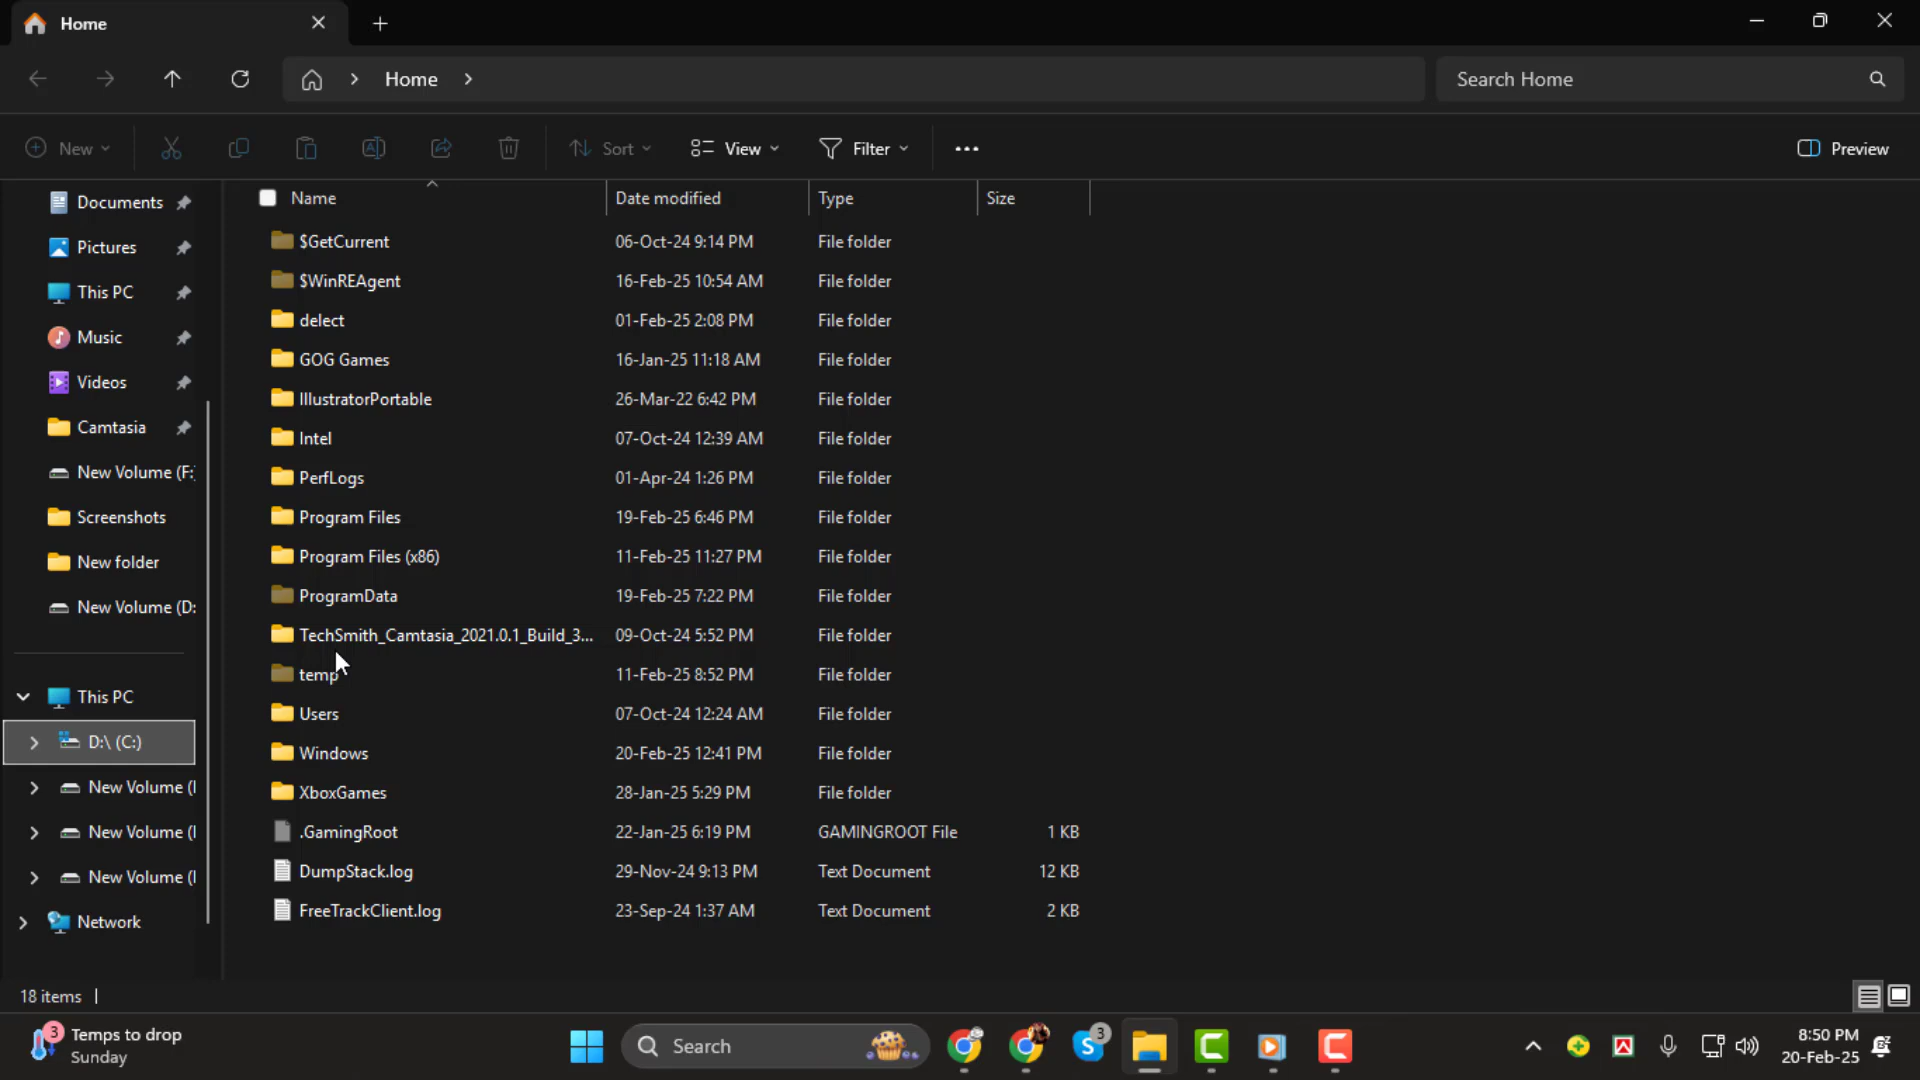 Home
Home
Search Home
New
Sort
View
Filter
Preview
Documents
Pictures
This PC
Music
Videos
Camtasia
New Volume (F:
Screenshots
New folder
New Volume (D:
This PC
D:\ (C:)
New Volume (
New Volume (
New Volume (
Network
Name Date modified Type Size
$GetCurrent 06-Oct-24 9:14 PM File folder
$WinREAgent 16-Feb-25 10:54 AM File folder
delect 01-Feb-25 2:08 PM File folder
GOG Games 16-Jan-25 11:18 AM File folder
IllustratorPortable 26-Mar-22 6:42 PM File folder
Intel 07-Oct-24 12:39 AM File folder
PerfLogs 01-Apr-24 1:26 PM File folder
Program Files 19-Feb-25 6:46 PM File folder
Program Files (x86) 11-Feb-25 11:27 PM File folder
ProgramData 19-Feb-25 7:22 PM File folder
TechSmith_Camtasia_2021.0.1_Build_3... 09-Oct-24 5:52 PM File folder
temp 11-Feb-25 8:52 PM File folder
Users 07-Oct-24 12:24 AM File folder
Windows 20-Feb-25 12:41 PM File folder
XboxGames 28-Jan-25 5:29 PM File folder
.GamingRoot 22-Jan-25 6:19 PM GAMINGROOT File 1 KB
DumpStack.log 29-Nov-24 9:13 PM Text Document 12 KB
FreeTrackClient.log 23-Sep-24 1:37 AM Text Document 2 KB
18 items
3
Temps to drop
Sunday
Search
3
8:50 PM
20-Feb-25